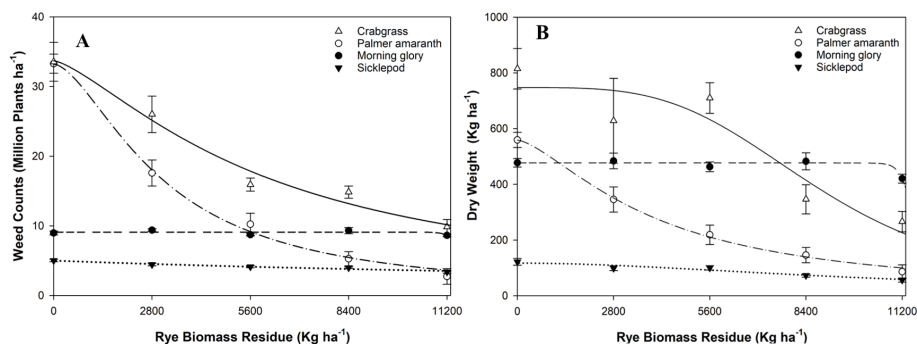 A
Crabgrass
Palmer amaranth
Morning glory
Sicklepod
Weed Counts (Million Plants ha⁻¹)
40
30
20
10
0
0 2800 5600 8400 11200
Rye Biomass Residue (Kg ha⁻¹)
B
Crabgrass
Palmer amaranth
Morning glory
Sicklepod
Dry Weight (Kg ha⁻¹)
1000
800
600
400
200
0
0 2800 5600 8400 11200
Rye Biomass Residue (Kg ha⁻¹)